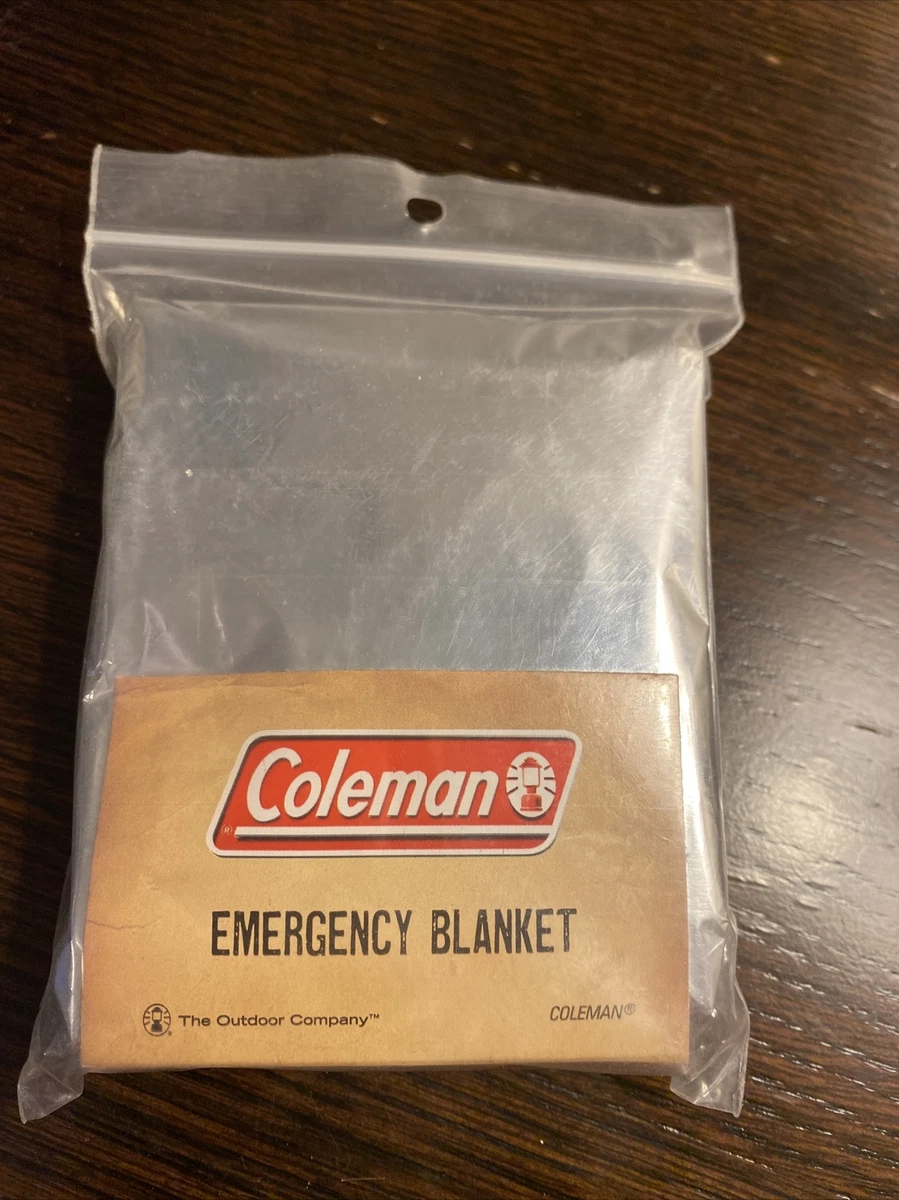 Coleman
®
EMERGENCY BLANKET
The Outdoor Company™
COLEMAN®